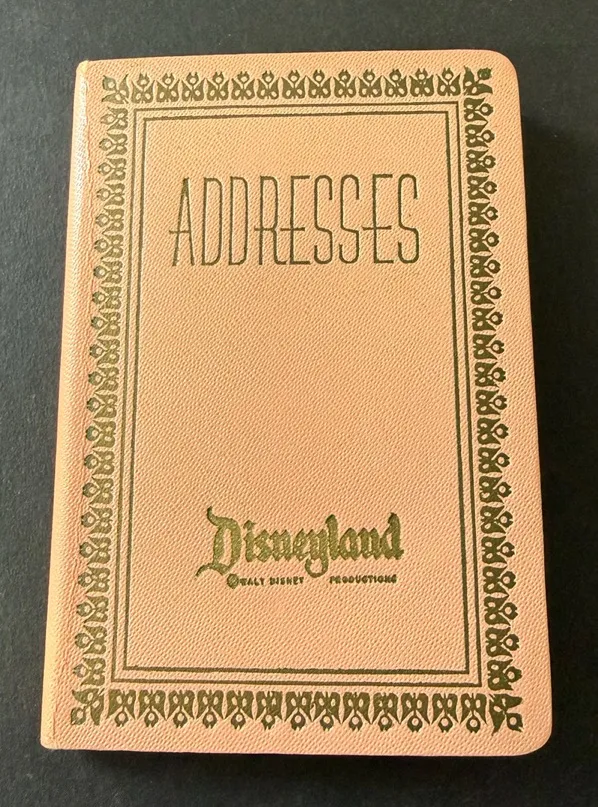 ADDRESSES
Disneyland
© WALT DISNEY PRODUCTIONS